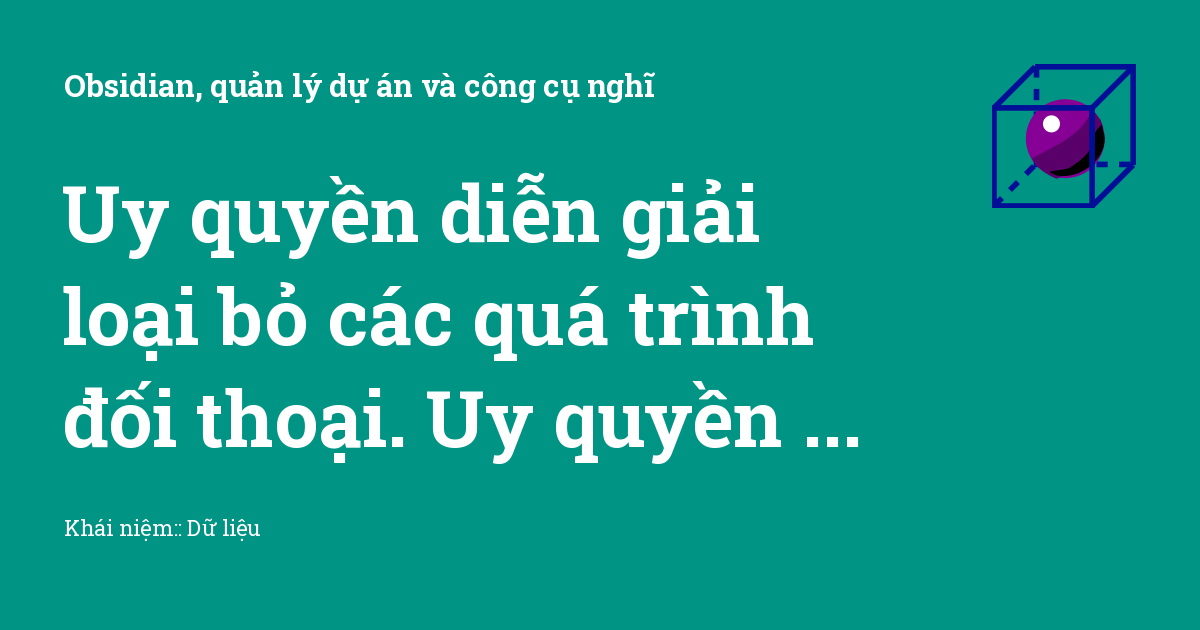 Obsidian, quản lý dự án và công cụ nghĩ
Uy quyền diễn giải
loại bỏ các quá trình
đối thoại. Uy quyền ...
Khái niệm:: Dữ liệu